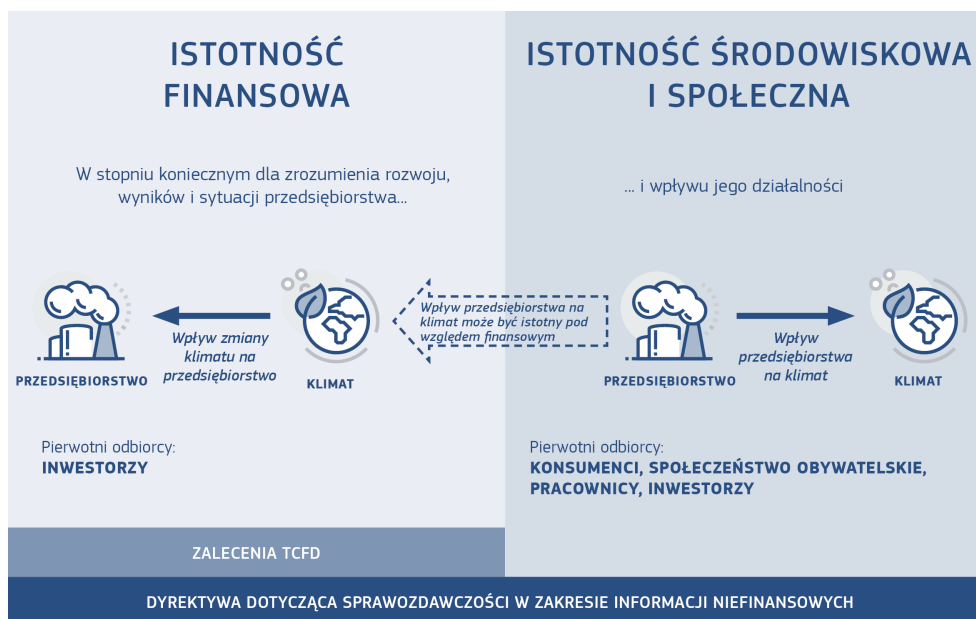 ISTOTNOŚĆ
FINANSOWA
W stopniu koniecznym dla zrozumienia rozwoju,
wyników i sytuacji przedsiębiorstwa...
PRZEDSIĘBIORSTWO
Wpływ zmiany
klimatu na
przedsiębiorstwo
KLIMAT
Wpływ przedsiębiorstwa na
klimat może być istotny pod
względem finansowym
Pierwotni odbiorcy:
INWESTORZY
ZALECENIA TCFD
ISTOTNOŚĆ ŚRODOWISKOWA
I SPOŁECZNA
... i wpływu jego działalności
PRZEDSIĘBIORSTWO
Wpływ
przedsiębiorstwa
na klimat
KLIMAT
Pierwotni odbiorcy:
KONSUMENCI, SPOŁECZEŃSTWO OBYWATELSKIE,
PRACOWNICY, INWESTORZY
DYREKTYWA DOTYCZĄCA SPRAWOZDAWCZOŚCI W ZAKRESIE INFORMACJI NIEFINANSOWYCH